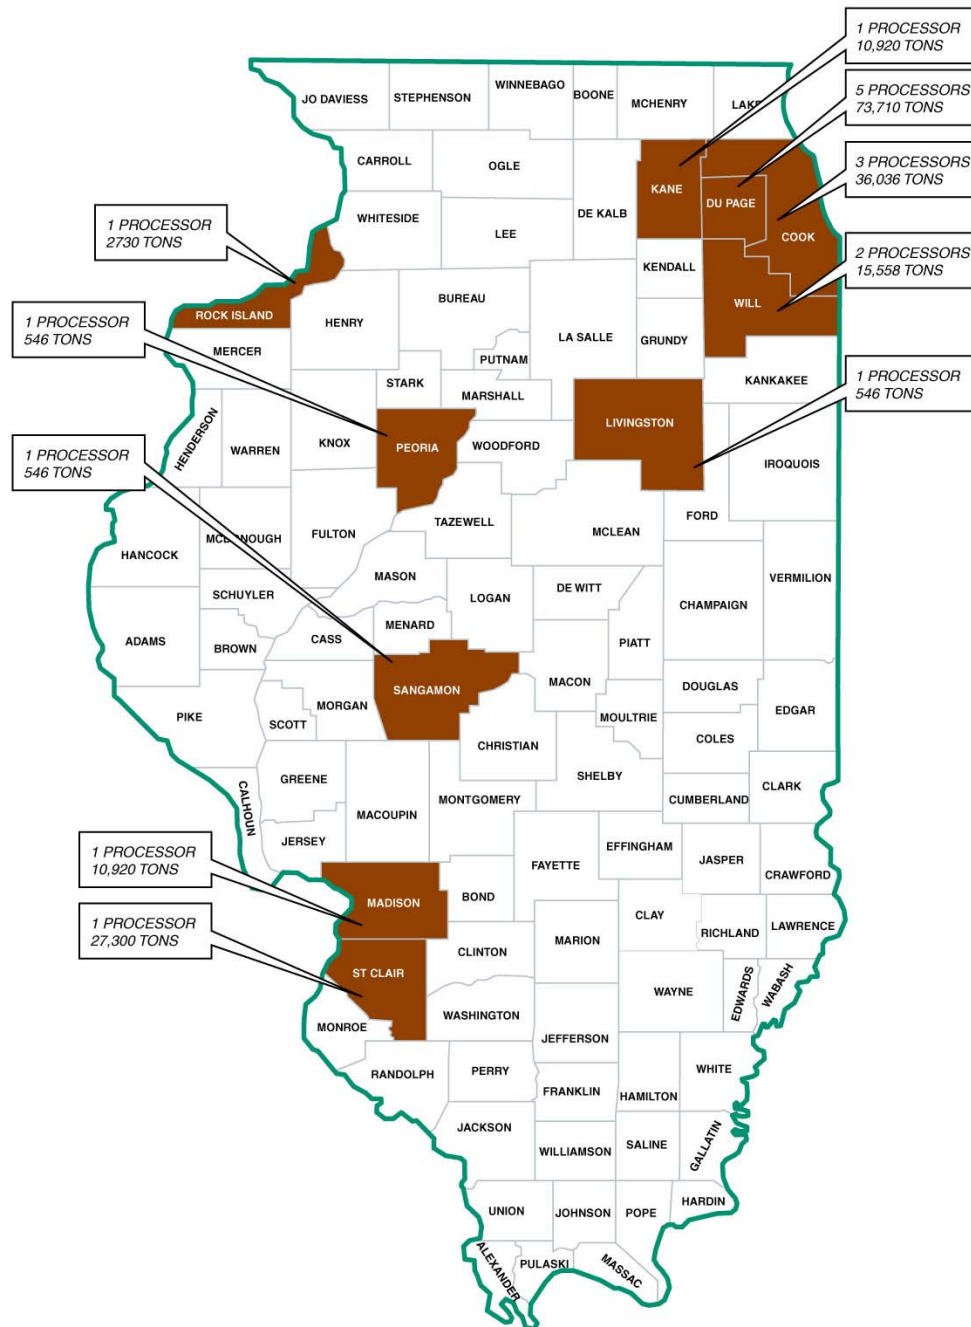 1 PROCESSOR
10,920 TONS
5 PROCESSORS
73,710 TONS
3 PROCESSORS
36,036 TONS
2 PROCESSORS
15,558 TONS
1 PROCESSOR
546 TONS
1 PROCESSOR
2730 TONS
1 PROCESSOR
546 TONS
1 PROCESSOR
546 TONS
1 PROCESSOR
10,920 TONS
1 PROCESSOR
27,300 TONS
JO DAVIESS
STEPHENSON
WINNEBAGO
BOONE
MCHENRY
LAKE
CARROLL
OGLE
KANE
DU PAGE
COOK
WHITESIDE
LEE
DE KALB
KENDALL
WILL
ROCK ISLAND
HENRY
BUREAU
LA SALLE
GRUNDY
MERCER
PUTNAM
KANKAKEE
STARK
MARSHALL
LIVINGSTON
HENDERSON
WARREN
KNOX
PEORIA
WOODFORD
IROQUOIS
FORD
HANCOCK
MCDONOUGH
FULTON
TAZEWELL
MCLEAN
VERMILION
SCHUYLER
MASON
LOGAN
DE WITT
CHAMPAIGN
ADAMS
BROWN
CASS
MENARD
PIATT
SANGAMON
MACON
DOUGLAS
PIKE
SCOTT
MORGAN
MOULTRIE
EDGAR
CHRISTIAN
COLES
CALHOUN
GREENE
SHELBY
MACOUPIN
MONTGOMERY
CUMBERLAND
CLARK
JERSEY
FAYETTE
EFFINGHAM
JASPER
CRAWFORD
MADISON
BOND
CLAY
RICHLAND
LAWRENCE
ST CLAIR
CLINTON
MARION
WAYNE
EDWARDS
WABASH
MONROE
WASHINGTON
JEFFERSON
RANDOLPH
PERRY
FRANKLIN
HAMILTON
WHITE
JACKSON
WILLIAMSON
SALINE
GALLATIN
UNION
JOHNSON
POPE
HARDIN
ALEXANDER
PULASKI
MASSAC